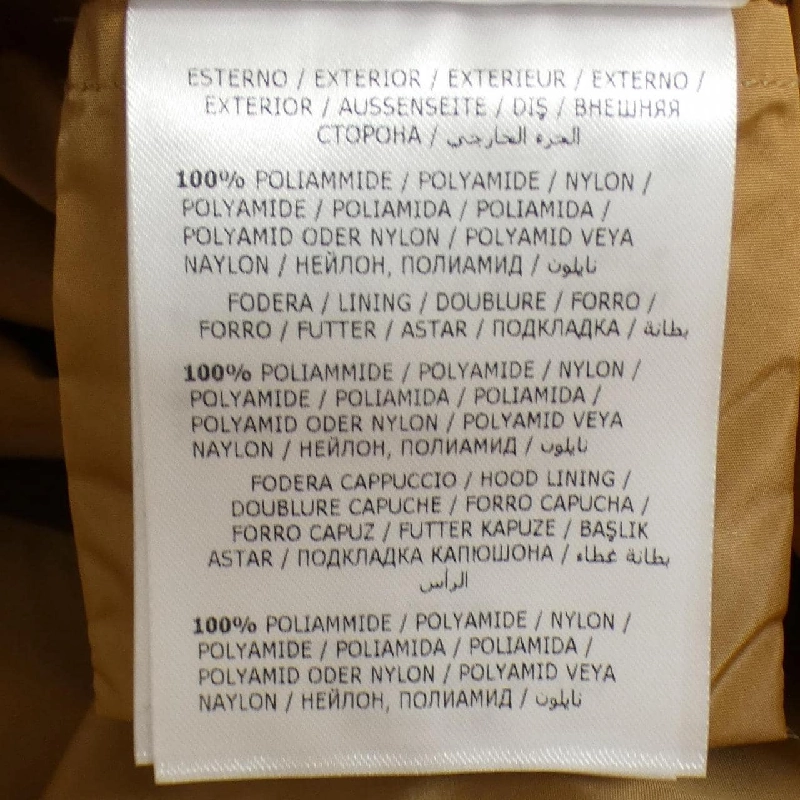 ESTERNO / EXTERIOR / EXTERIEUR / EXTERNO /
EXTERIOR / AUSSENSEITE / DIŞ / ВНЕШНЯЯ
СТОРОНА / الجزء الخارجي
100% POLIAMMIDE / POLYAMIDE / NYLON /
POLYAMIDE / POLIAMIDA / POLIAMIDA /
POLYAMID ODER NYLON / POLYAMID VEYA
NAYLON / НЕЙЛОН, ПОЛИАМИД / نايلون
FODERA / LINING / DOUBLURE / FORRO /
FORRO / FUTTER / ASTAR / ПОДКЛАДКА / بطانة
100% POLIAMMIDE / POLYAMIDE / NYLON /
POLYAMIDE / POLIAMIDA / POLIAMIDA /
POLYAMID ODER NYLON / POLYAMID VEYA
NAYLON / НЕЙЛОН, ПОЛИАМИД / نايلون
FODERA CAPPUCCIO / HOOD LINING /
DOUBLURE CAPUCHE / FORRO CAPUCHA /
FORRO CAPUZ / FUTTER KAPUZE / BAŞLIK
ASTAR / ПОДКЛАДКА КАПЮШОНА / بطانة غطاء
الرأس
100% POLIAMMIDE / POLYAMIDE / NYLON /
POLYAMIDE / POLIAMIDA / POLIAMIDA /
POLYAMID ODER NYLON / POLYAMID VEYA
NAYLON / НЕЙЛОН, ПОЛИАМИД / نايلون